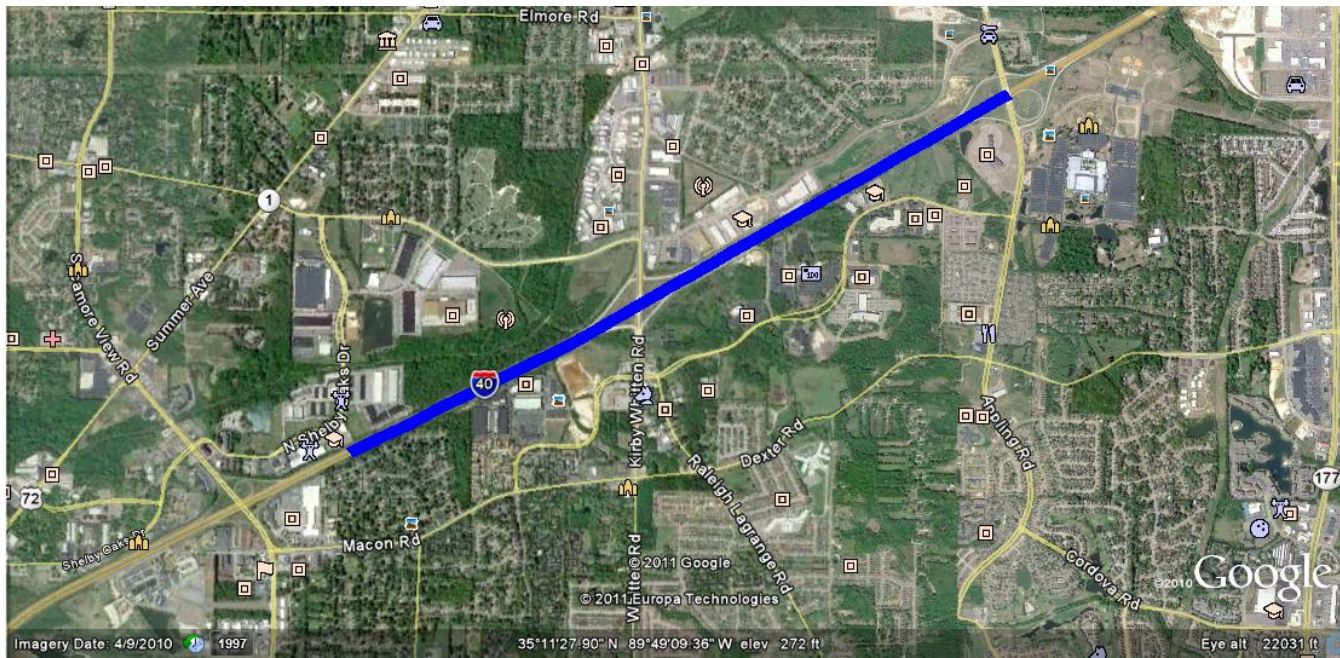 Elmore Rd
1
Sycamore View Rd
Summer Ave
N Shelby Oaks Dr
40
100
Kirby Whitten Rd
Dexter Rd
Appling Rd
177
72
Raleigh Lagrange Rd
Macon Rd
Shelby Oaks Dr
Whitten Rd
Cordova Rd
© 2011 Google
© 2011 Europa Technologies
©2010 Google
Imagery Date: 4/9/2010 1997 35°11'27.90" N 89°49'09.36" W elev 272 ft Eye alt 22031 ft